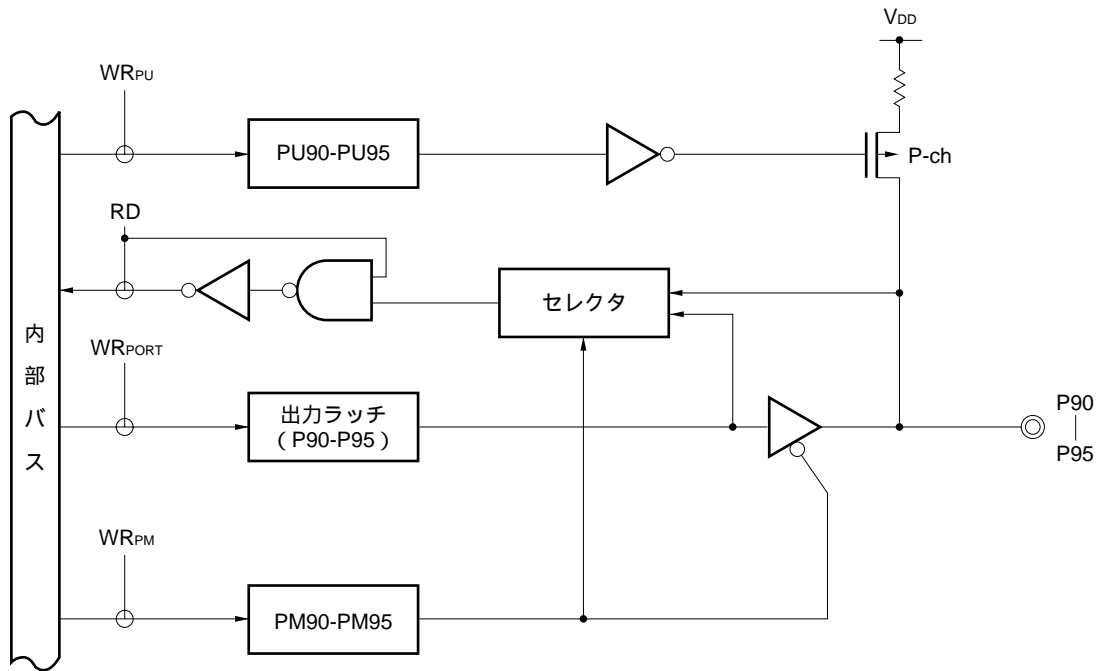 VDD
WRPU
PU90-PU95
P-ch
RD
セレクタ
内部バス
WRPORT
出力ラッチ
（P90-P95）
P90
P95
WRPM
PM90-PM95